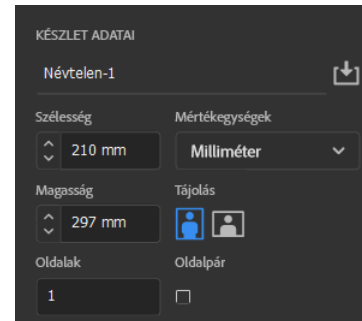 KÉSZLET ADATAI
Névtelen-1
Szélesség Mértékegységek
210 mm Milliméter
Magasság Tájolás
297 mm
Oldalak Oldalpár
1